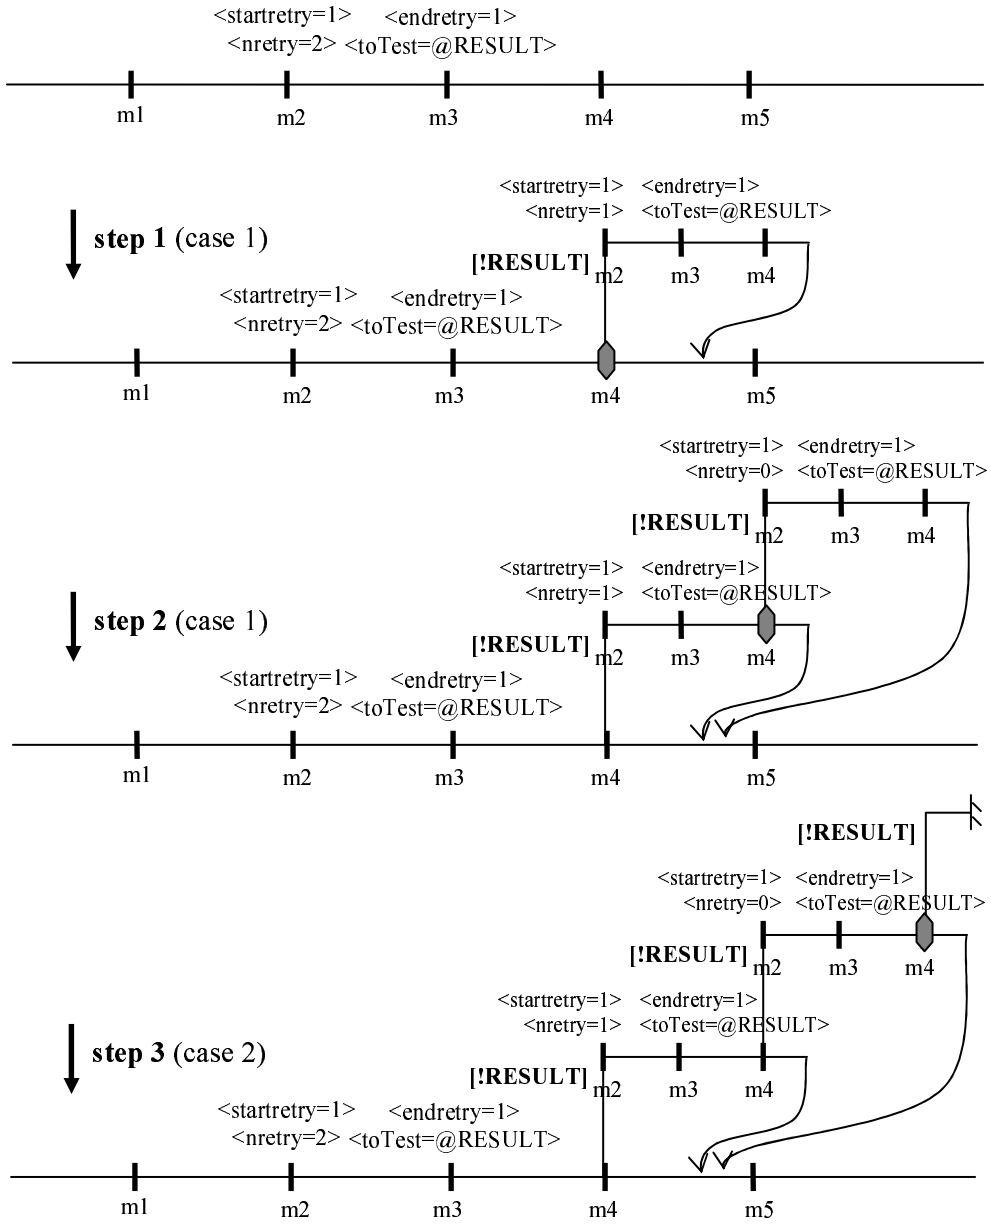 <startretry=1> <endretry=1>
<nretry=2> <toTest=@RESULT>
m1 m2 m3 m4 m5
<startretry=1> <endretry=1>
<nretry=1> <toTest=@RESULT>
step 1 (case 1)
[!RESULT] m2 m3 m4
<startretry=1> <endretry=1>
<nretry=2> <toTest=@RESULT>
m1 m2 m3 m4 m5
<startretry=1> <endretry=1>
<nretry=0> <toTest=@RESULT>
[!RESULT] m2 m3 m4
<startretry=1> <endretry=1>
<nretry=1> <toTest=@RESULT>
step 2 (case 1)
[!RESULT] m2 m3 m4
<startretry=1> <endretry=1>
<nretry=2> <toTest=@RESULT>
m1 m2 m3 m4 m5
[!RESULT]
<startretry=1> <endretry=1>
<nretry=0> <toTest=@RESULT>
[!RESULT] m2 m3 m4
<startretry=1> <endretry=1>
<nretry=1> <toTest=@RESULT>
step 3 (case 2)
[!RESULT] m2 m3 m4
<startretry=1> <endretry=1>
<nretry=2> <toTest=@RESULT>
m1 m2 m3 m4 m5